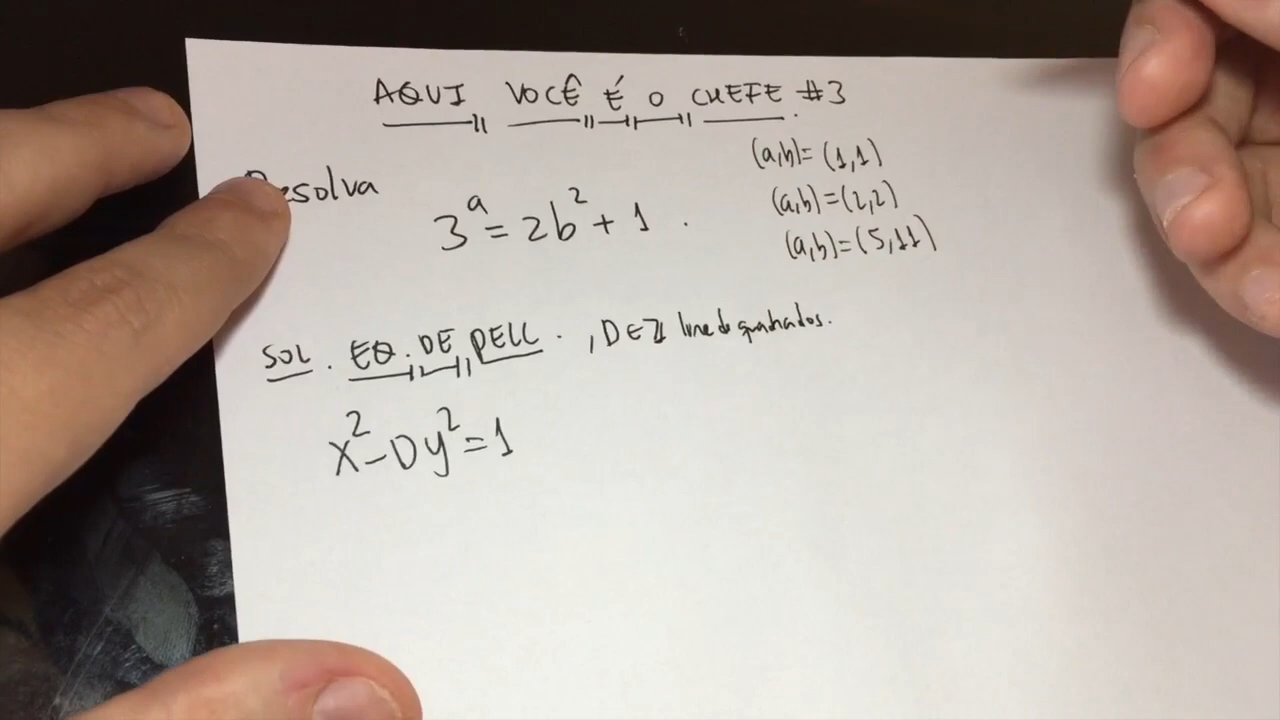 AQUI VOCÊ É O CHEFE #3
(a,b)=(1,1)
Resolva
(a,b)=(2,2)
3^a = 2b^2 + 1.
(a,b)=(5,11)
SOL. EQ. DE PELL. , D ∈ ℤ livre de quadrados.
x^2 - Dy^2 = 1